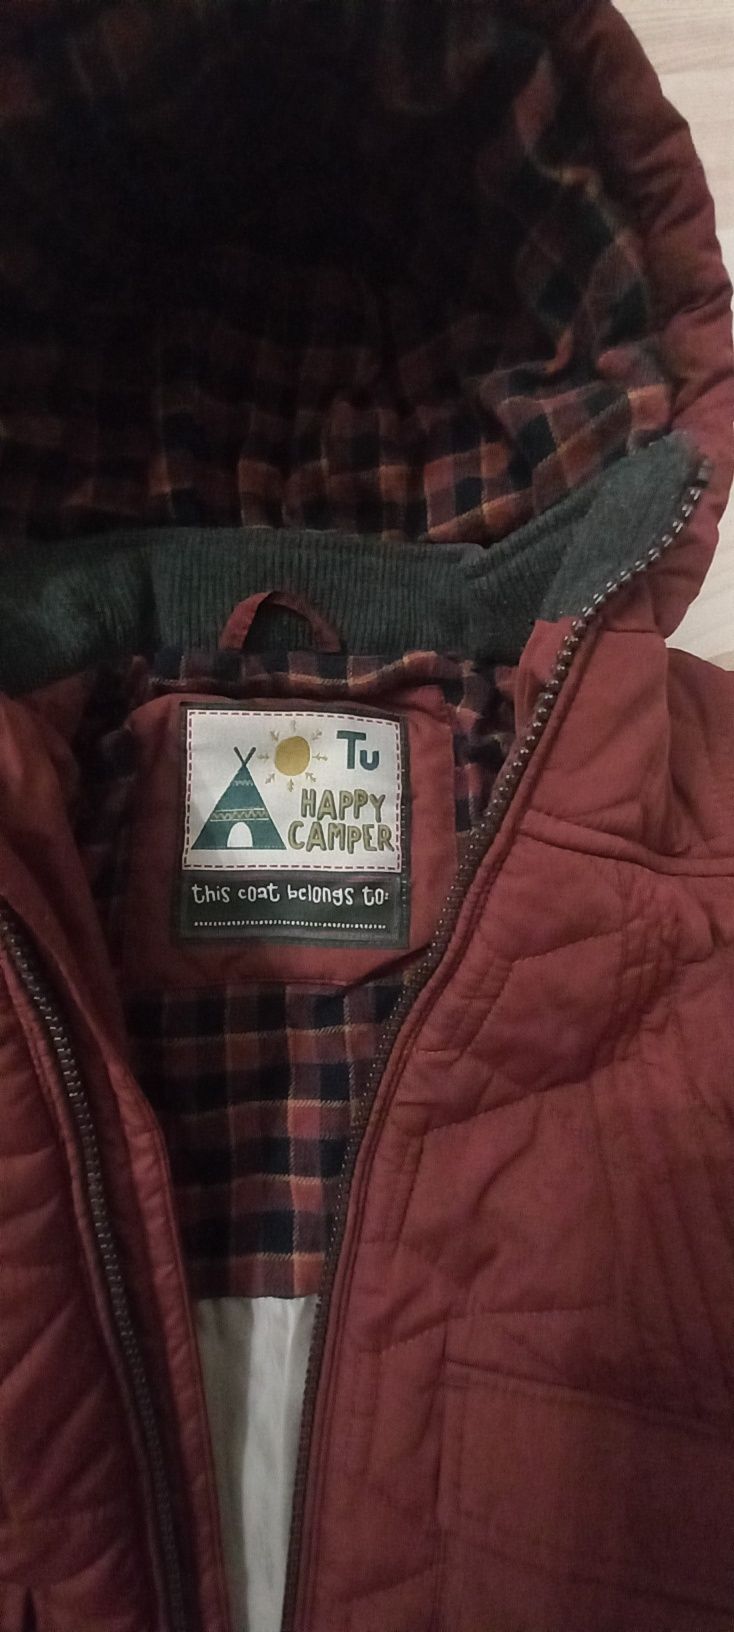 Tu
HAPPY
CAMPER
this coat belongs to: